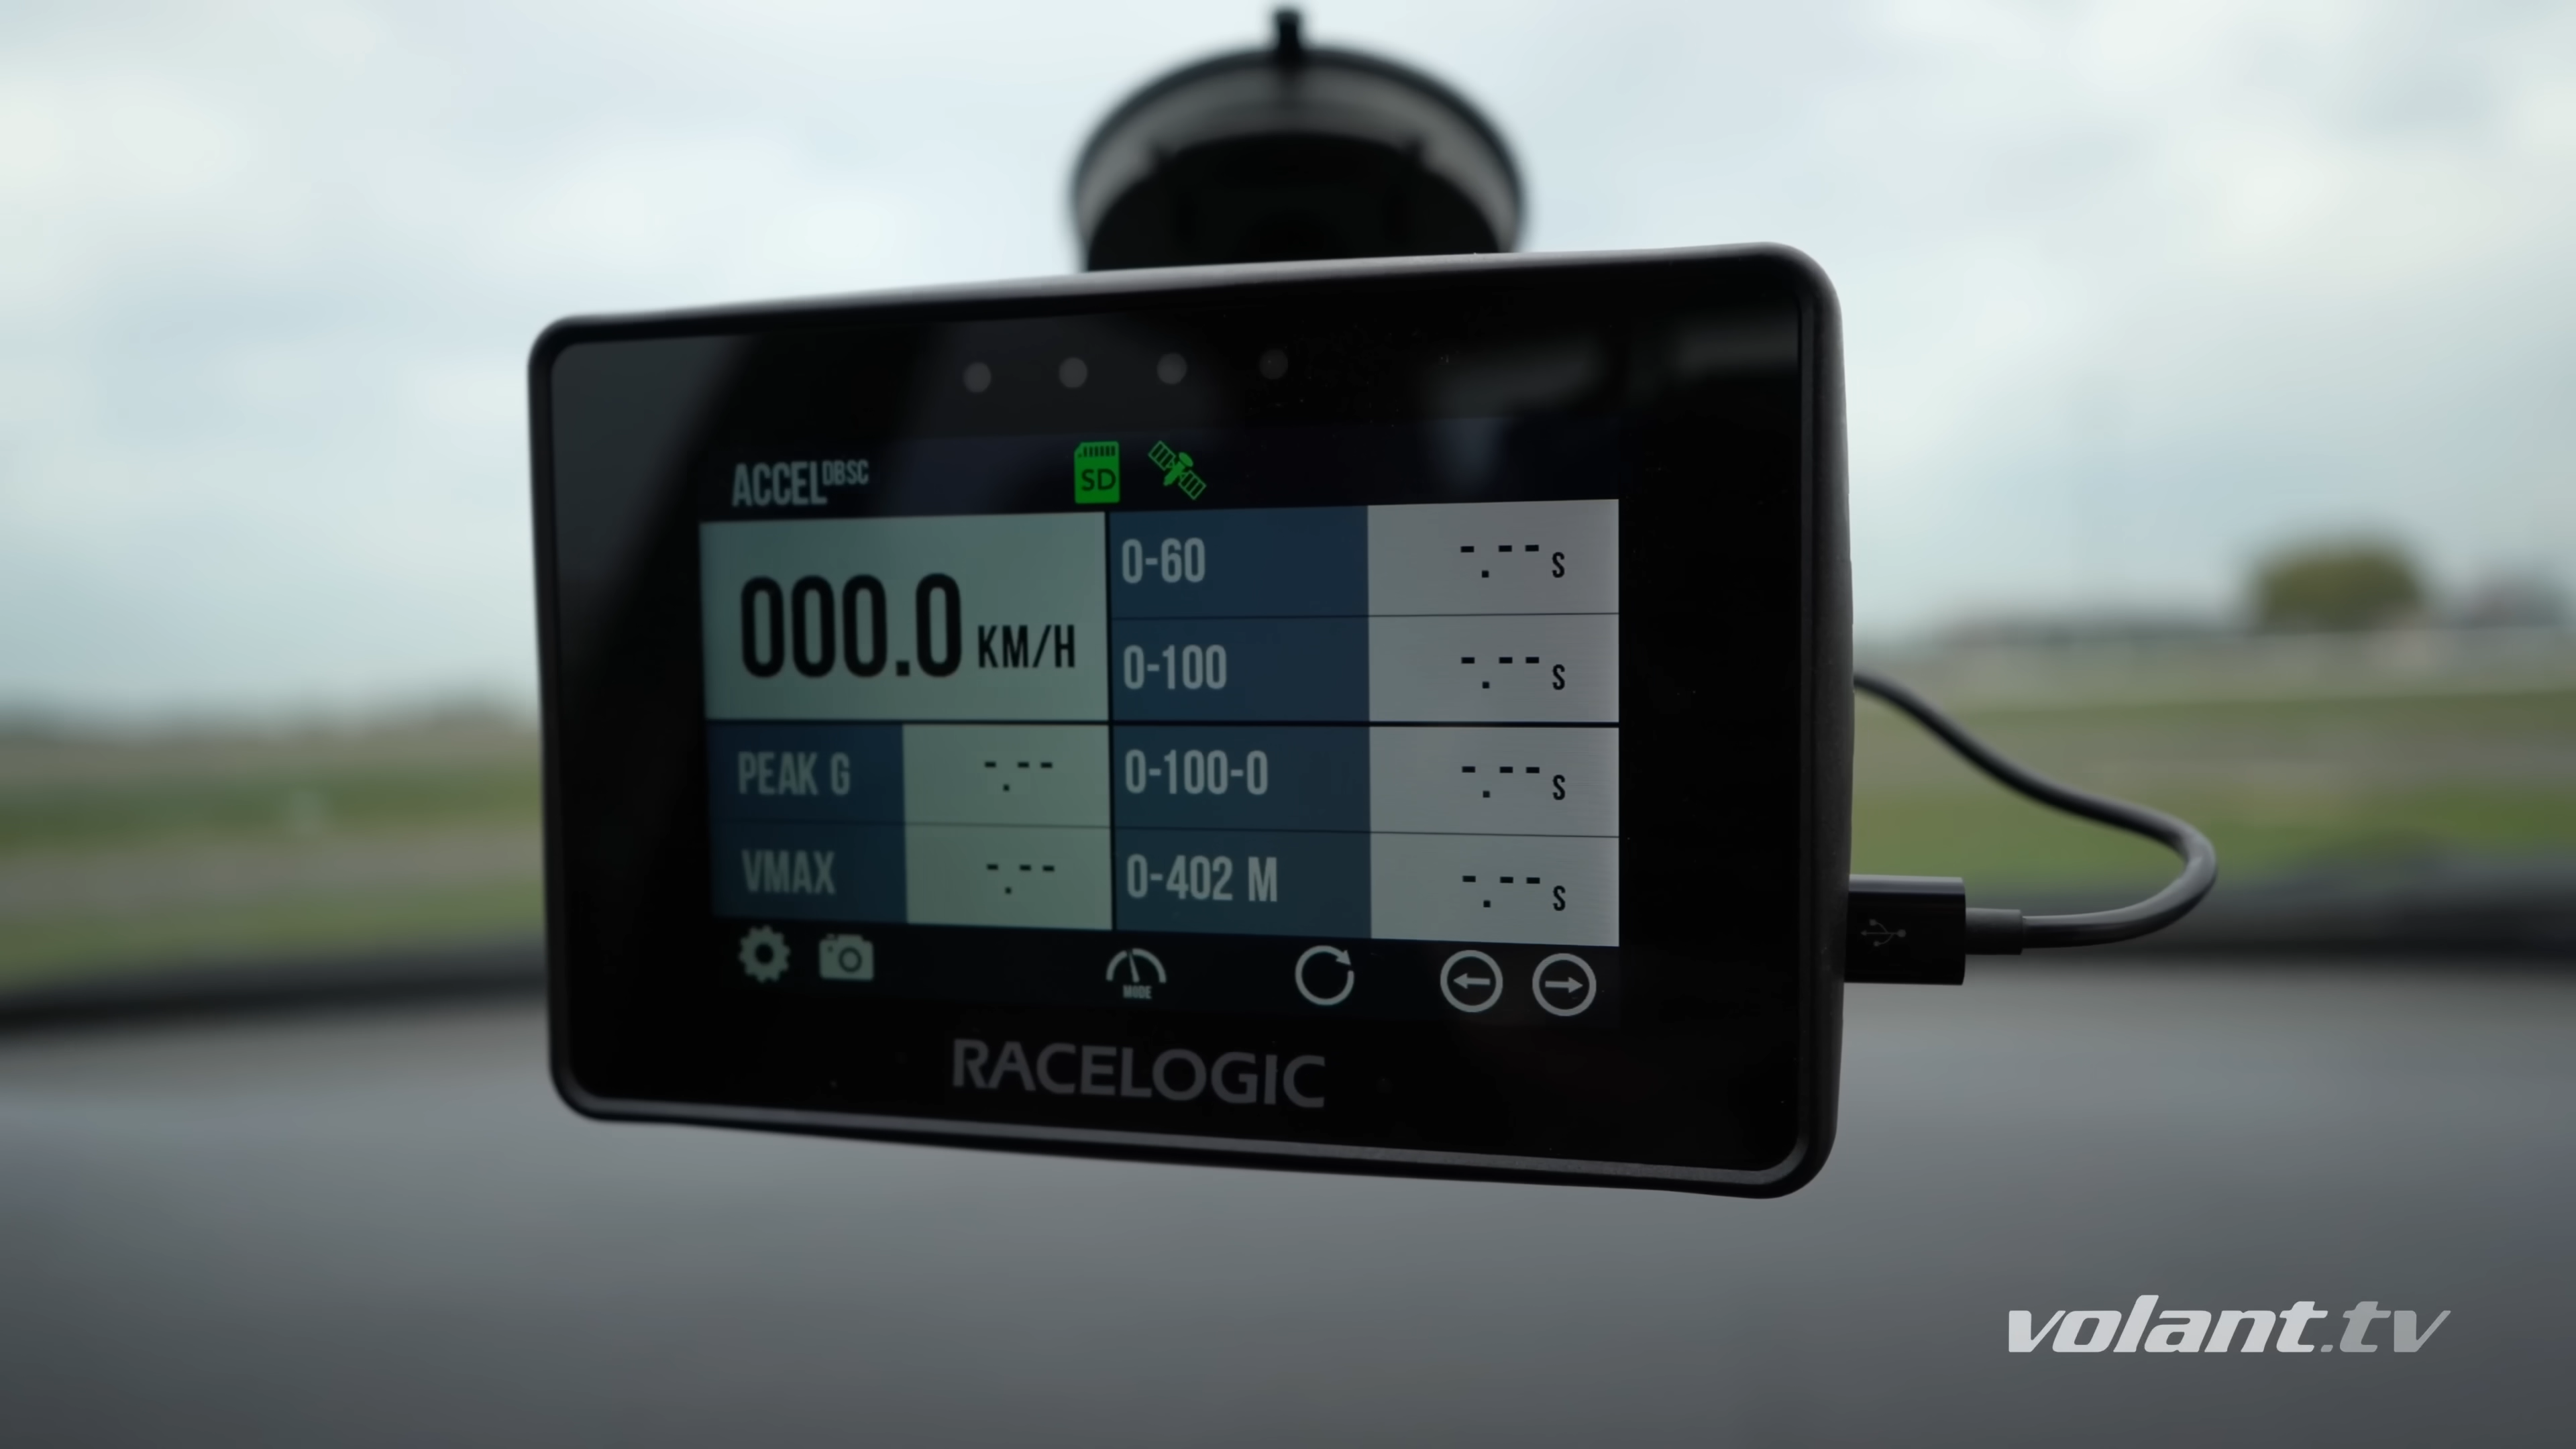 ACCEL DBSC
SD
000.0 KM/H
PEAK G -.--
VMAX -.--
0-60 -.-- s
0-100 -.-- s
0-100-0 -.-- s
0-402 M -.-- s
MODE
RACELOGIC
volant.tv